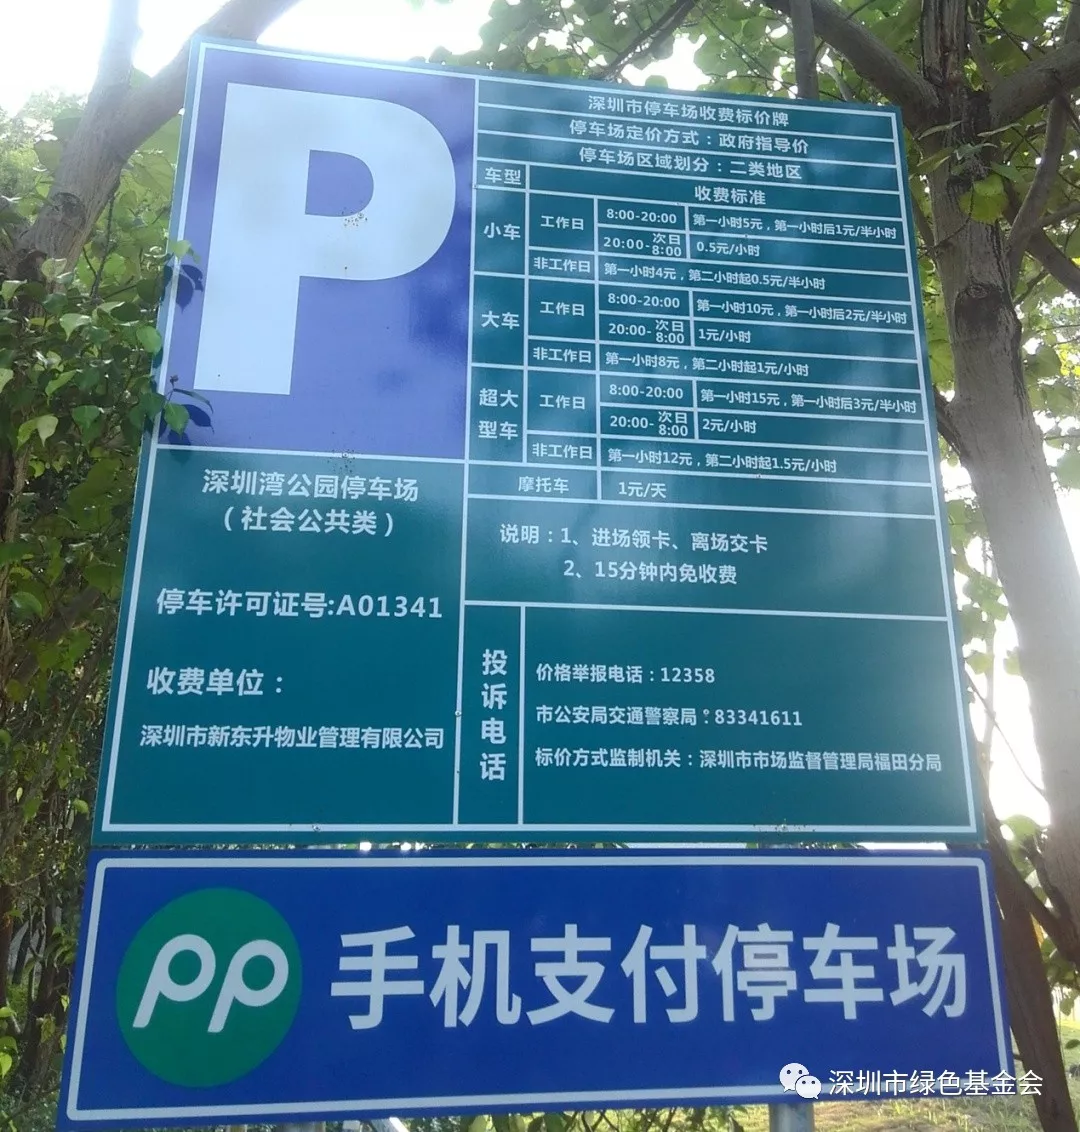 P
深圳市停车场收费标价牌
停车场定价方式：政府指导价
停车场区域划分：二类地区
车型 收费标准
小车 工作日 8:00-20:00 第一小时5元，第一小时后1元/半小时
20:00-次日8:00 0.5元/小时
非工作日 第一小时4元，第二小时起0.5元/半小时
大车 工作日 8:00-20:00 第一小时10元，第一小时后2元/半小时
20:00-次日8:00 1元/小时
非工作日 第一小时8元，第二小时起1元/小时
超大型车 工作日 8:00-20:00 第一小时15元，第一小时后3元/半小时
20:00-次日8:00 2元/小时
非工作日 第一小时12元，第二小时起1.5元/小时
摩托车 1元/天
说明：1、进场领卡、离场交卡
2、15分钟内免收费
深圳湾公园停车场
（社会公共类）
停车许可证号:A01341
收费单位：
深圳市新东升物业管理有限公司
投诉电话
价格举报电话：12358
市公安局交通警察局：83341611
标价方式监制机关：深圳市市场监督管理局福田分局
PP 手机支付停车场
深圳市绿色基金会